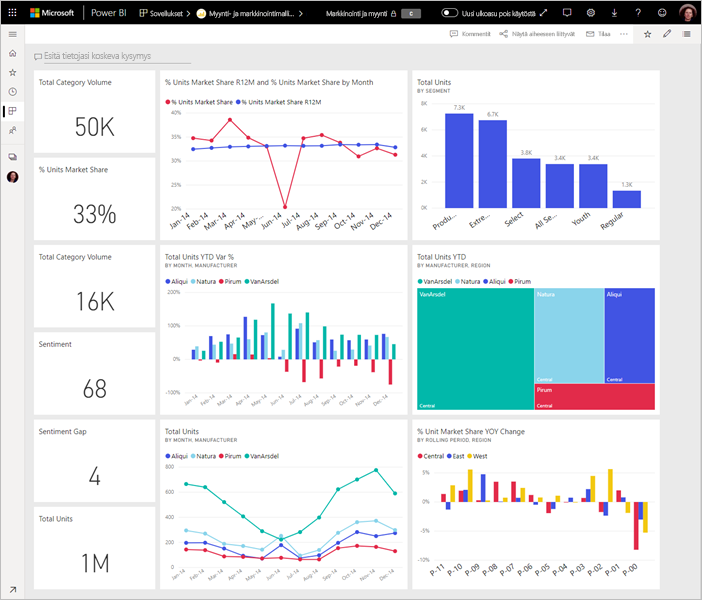 Microsoft Power BI Sovellukset > Myynti- ja markkinointimalli... > Markkinointi ja myynti C Uusi ulkoasu pois käytöstä
Kommentit Näytä aiheeseen liittyvät Tilaa ...
Esitä tietojasi koskeva kysymys
Total Category Volume
50K
% Units Market Share
33%
Total Category Volume
16K
Sentiment
68
Sentiment Gap
4
Total Units
1M
% Units Market Share R12M and % Units Market Share by Month
% Units Market Share % Units Market Share R12M
40%
35%
30%
25%
20%
Jan-14 Feb-14 Mar-14 Apr-14 May-... Jun-14 Jul-14 Aug-14 Sep-14 Oct-14 Nov-14 Dec-14
Total Units
BY SEGMENT
8K
6K
4K
2K
0K
7.3K 6.7K 3.8K 3.4K 3.4K 1.3K
Produ... Extre... Select All Se... Youth Regular
Total Units YTD Var %
BY MONTH, MANUFACTURER
Aliqui Natura Pirum VanArsdel
200%
100%
0%
-100%
Jan-14 Feb-14 Mar-14 Apr-14 May-14 Jun-14 Jul-14 Aug-14 Sep-14 Oct-14 Nov-14 Dec-14
Total Units YTD
BY MANUFACTURER, REGION
VanArsdel Natura Aliqui Pirum
VanArsdel Natura Aliqui
Central Central
Pirum
Central Central
Total Units
BY MONTH, MANUFACTURER
Aliqui Natura Pirum VanArsdel
800
600
400
200
0
Jan-14 Feb-14 Mar-14 Apr-14 May-14 Jun-14 Jul-14 Aug-14 Sep-14 Oct-14 Nov-14 Dec-14
% Unit Market Share YOY Change
BY ROLLING PERIOD, REGION
Central East West
5%
0%
-5%
-10%
P-11 P-10 P-09 P-08 P-07 P-06 P-05 P-04 P-03 P-02 P-01 P-00